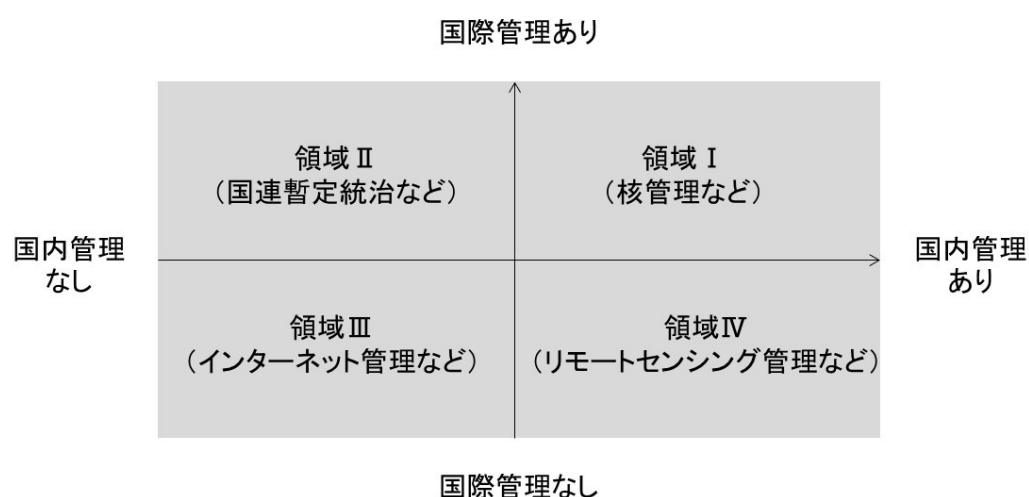 国際管理あり
領域Ⅱ
（国連暫定統治など）
領域Ⅰ
（核管理など）
国内管理
なし
国内管理
あり
領域Ⅲ
（インターネット管理など）
領域Ⅳ
（リモートセンシング管理など）
国際管理なし